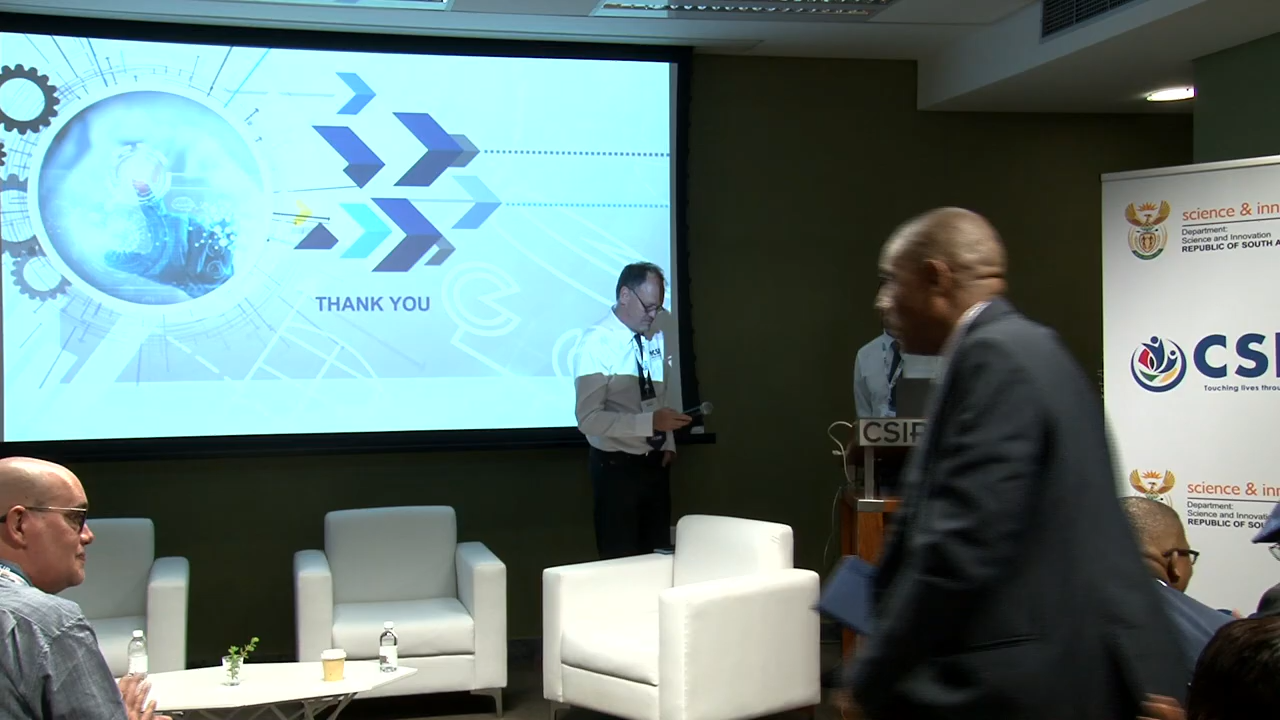 THANK YOU
CSIR
science & inn
Department:
Science and Innovation
REPUBLIC OF SOUTH A
CSI
Touching lives throu
science & inn
Department:
Science and Innovation
REPUBLIC OF SOU